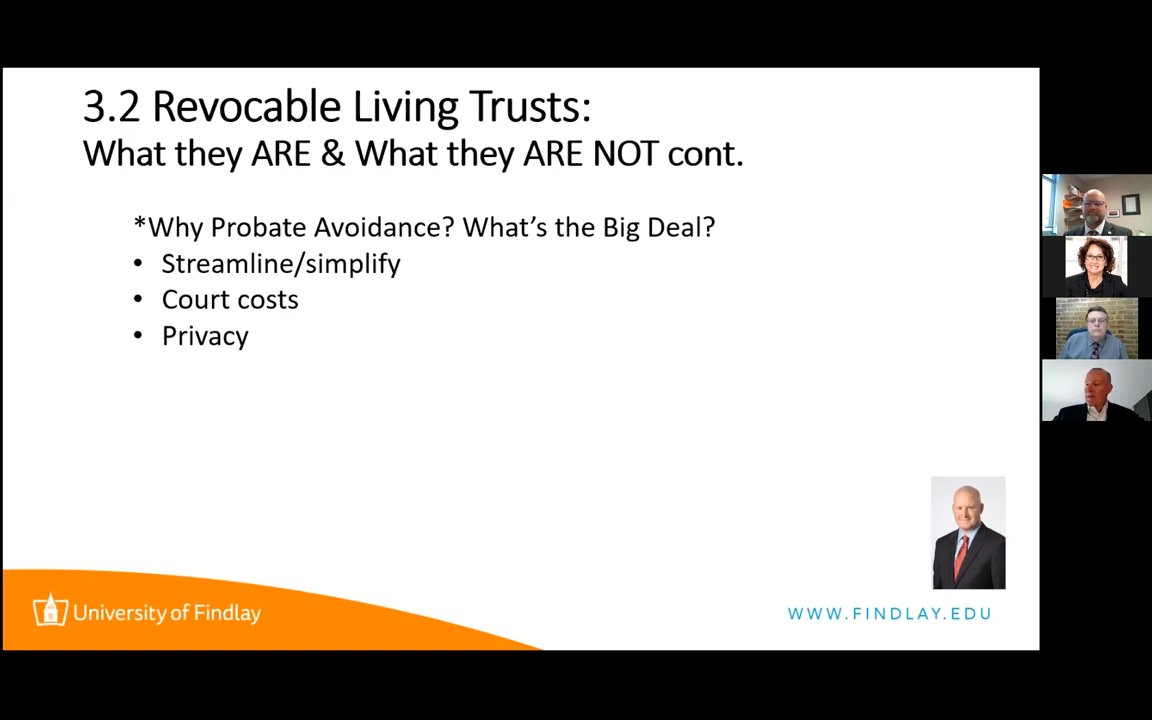 3.2 Revocable Living Trusts:
What they ARE & What they ARE NOT cont.
*Why Probate Avoidance? What's the Big Deal?
• Streamline/simplify
• Court costs
• Privacy
University of Findlay
WWW.FINDLAY.EDU